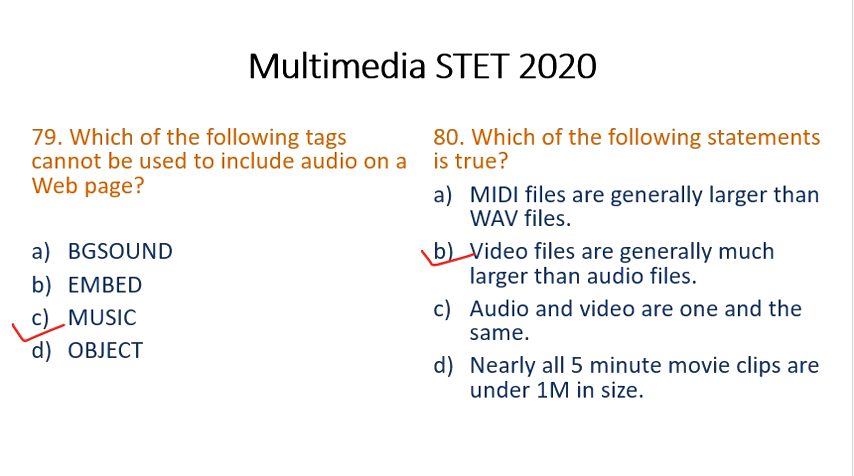 Multimedia STET 2020
79. Which of the following tags
cannot be used to include audio on a
Web page?
a) BGSOUND
b) EMBED
c) MUSIC
d) OBJECT
80. Which of the following statements
is true?
a) MIDI files are generally larger than
WAV files.
b) Video files are generally much
larger than audio files.
c) Audio and video are one and the
same.
d) Nearly all 5 minute movie clips are
under 1M in size.